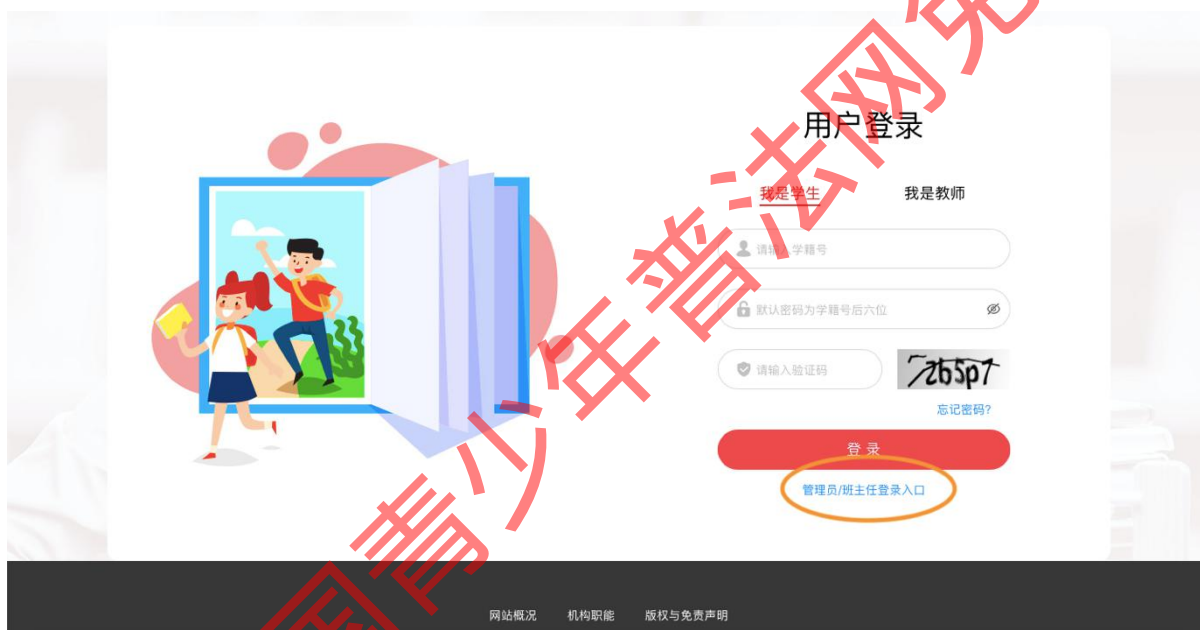 用户登录
我是学生
我是教师
请输入学籍号
默认密码为学籍号后六位
请输入验证码
忘记密码?
登 录
管理员/班主任登录入口
网站概况
机构职能
版权与免责声明
国青少年普法网免